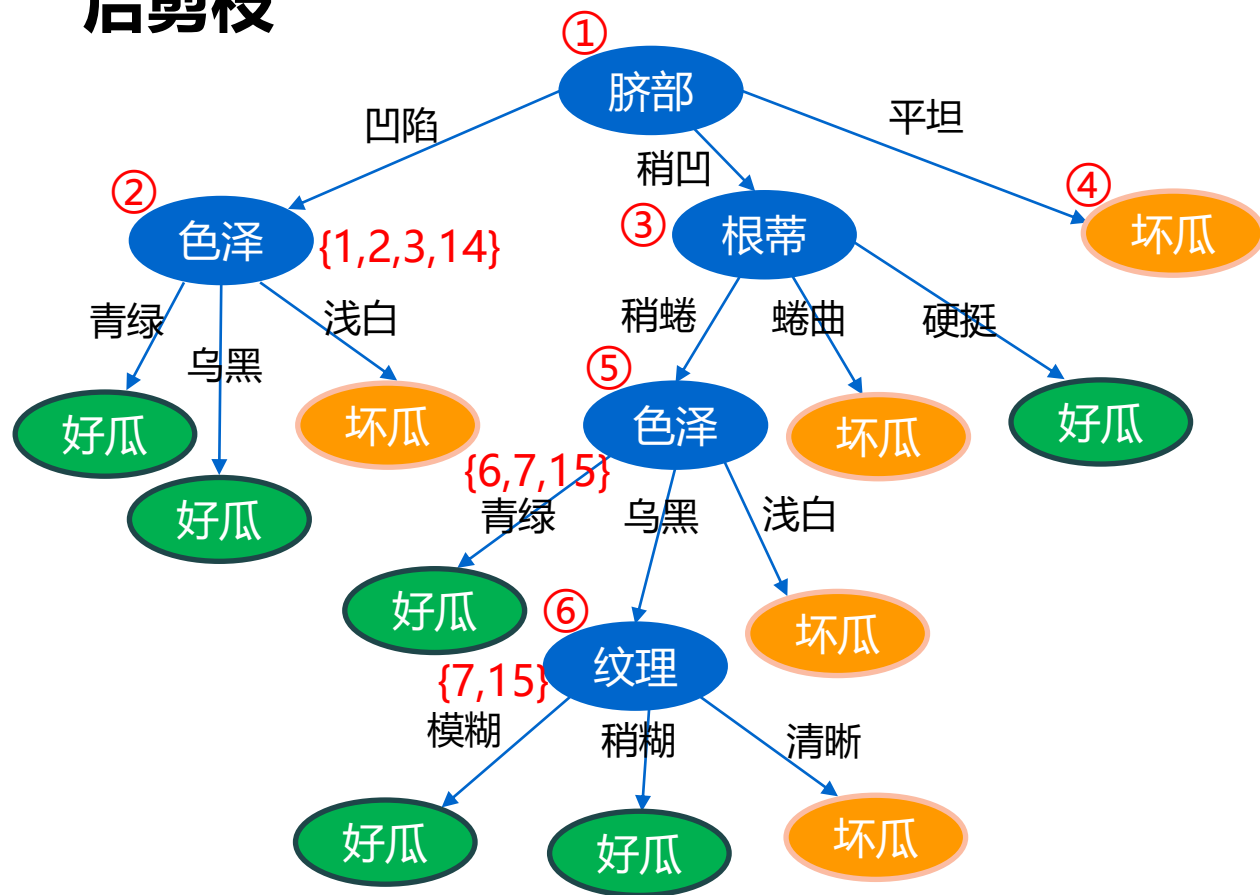 后剪枝
①
脐部
凹陷
稍凹
平坦
②
色泽
{1,2,3,14}
③
根蒂
④
坏瓜
青绿
乌黑
浅白
稍蜷
蜷曲
硬挺
好瓜
好瓜
坏瓜
⑤
色泽
坏瓜
好瓜
{6,7,15}
青绿
乌黑
浅白
好瓜
⑥
纹理
坏瓜
{7,15}
模糊
稍糊
清晰
好瓜
好瓜
坏瓜